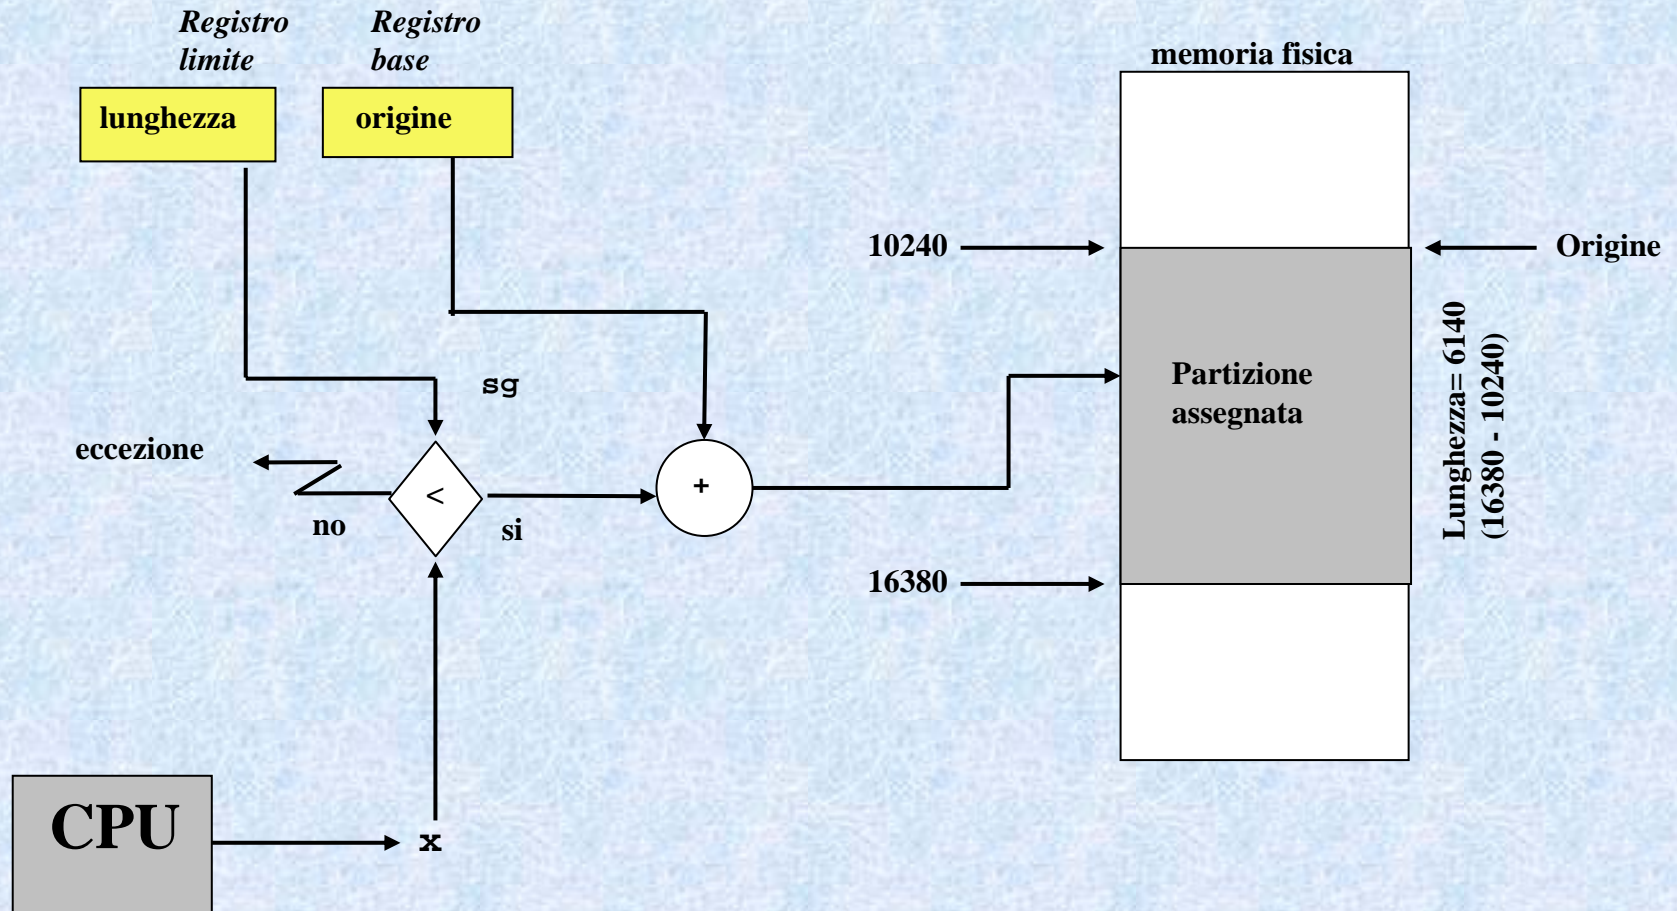 Registro
limite
Registro
base
memoria fisica
lunghezza
origine
10240
Origine
Lunghezza= 6140
(16380 - 10240)
Partizione
assegnata
sg
eccezione
<
+
no
si
16380
CPU
x